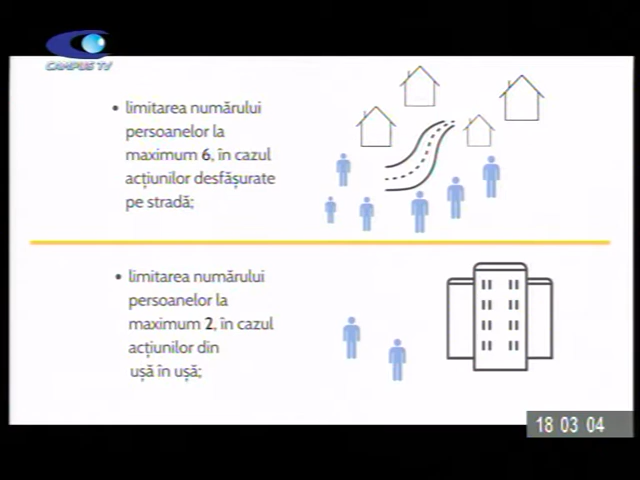 CAMPUS TV
• limitarea numărului
persoanelor la
maximum 6, în cazul
acțiunilor desfășurate
pe stradă;
• limitarea numărului
persoanelor la
maximum 2, în cazul
acțiunilor din
ușă în ușă;
18 03 04